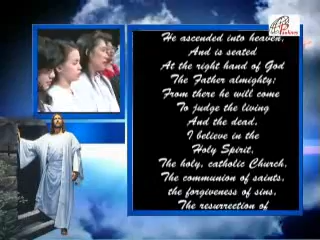 He ascended into heaven,
And is seated
At the right hand of God
The Father almighty;
From there he will come
To judge the living
And the dead,
I believe in the
Holy Spirit,
The holy, catholic Church,
The communion of saints,
the forgiveness of sins,
The resurrection of